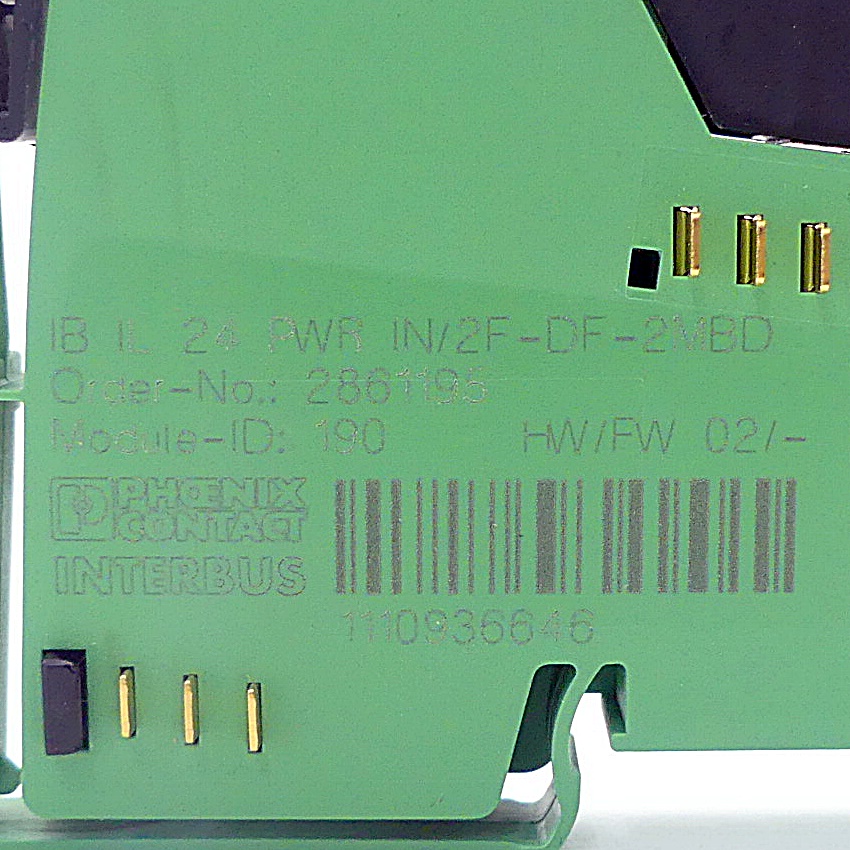 IB IL 24 PWR IN/2F-DF-2MBD
Order-No.: 2861195
Module-ID: 190 HW/FW 02/-
PHŒNIX
CONTACT
INTERBUS
1110936646